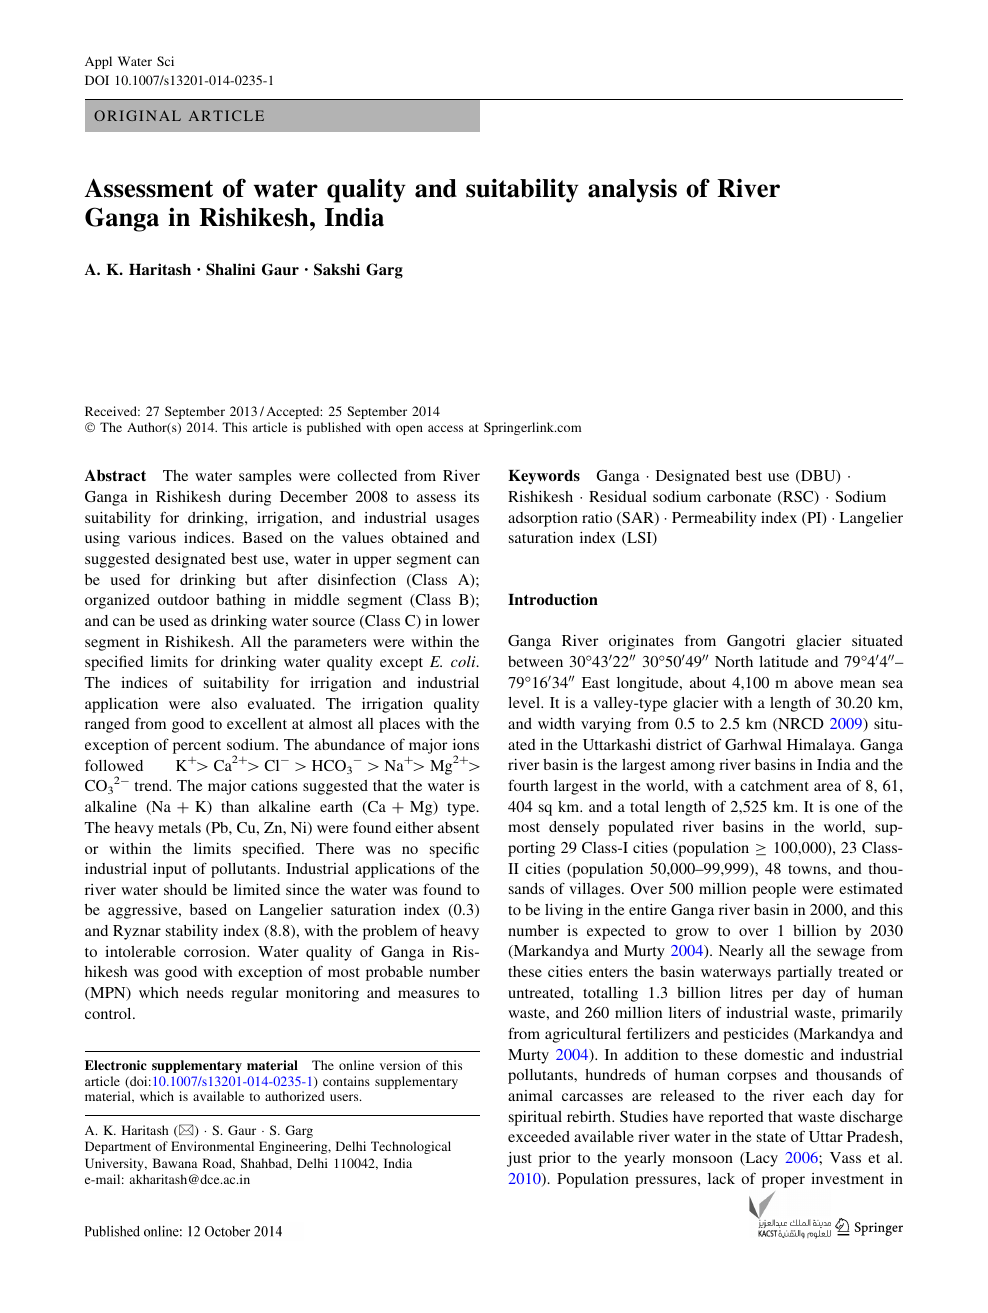 Appl Water Sci
DOI 10.1007/s13201-014-0235-1
ORIGINAL ARTICLE
Assessment of water quality and suitability analysis of River
Ganga in Rishikesh, India
A. K. Haritash · Shalini Gaur · Sakshi Garg
Received: 27 September 2013 / Accepted: 25 September 2014
© The Author(s) 2014. This article is published with open access at Springerlink.com
Abstract The water samples were collected from River
Ganga in Rishikesh during December 2008 to assess its
suitability for drinking, irrigation, and industrial usages
using various indices. Based on the values obtained and
suggested designated best use, water in upper segment can
be used for drinking but after disinfection (Class A);
organized outdoor bathing in middle segment (Class B);
and can be used as drinking water source (Class C) in lower
segment in Rishikesh. All the parameters were within the
specified limits for drinking water quality except E. coli.
The indices of suitability for irrigation and industrial
application were also evaluated. The irrigation quality
ranged from good to excellent at almost all places with the
exception of percent sodium. The abundance of major ions
followed K⁺> Ca²⁺> Cl⁻ > HCO₃⁻ > Na⁺> Mg²⁺>
CO₃²⁻ trend. The major cations suggested that the water is
alkaline (Na + K) than alkaline earth (Ca + Mg) type.
The heavy metals (Pb, Cu, Zn, Ni) were found either absent
or within the limits specified. There was no specific
industrial input of pollutants. Industrial applications of the
river water should be limited since the water was found to
be aggressive, based on Langelier saturation index (0.3)
and Ryznar stability index (8.8), with the problem of heavy
to intolerable corrosion. Water quality of Ganga in Ris-
hikesh was good with exception of most probable number
(MPN) which needs regular monitoring and measures to
control.
Electronic supplementary material The online version of this
article (doi:10.1007/s13201-014-0235-1) contains supplementary
material, which is available to authorized users.
A. K. Haritash (✉) · S. Gaur · S. Garg
Department of Environmental Engineering, Delhi Technological
University, Bawana Road, Shahbad, Delhi 110042, India
e-mail: akharitash@dce.ac.in
Keywords Ganga · Designated best use (DBU) ·
Rishikesh · Residual sodium carbonate (RSC) · Sodium
adsorption ratio (SAR) · Permeability index (PI) · Langelier
saturation index (LSI)
Introduction
Ganga River originates from Gangotri glacier situated
between 30°43′22″ 30°50′49″ North latitude and 79°4′4″–
79°16′34″ East longitude, about 4,100 m above mean sea
level. It is a valley-type glacier with a length of 30.20 km,
and width varying from 0.5 to 2.5 km (NRCD 2009) situ-
ated in the Uttarkashi district of Garhwal Himalaya. Ganga
river basin is the largest among river basins in India and the
fourth largest in the world, with a catchment area of 8, 61,
404 sq km. and a total length of 2,525 km. It is one of the
most densely populated river basins in the world, sup-
porting 29 Class-I cities (population ≥ 100,000), 23 Class-
II cities (population 50,000–99,999), 48 towns, and thou-
sands of villages. Over 500 million people were estimated
to be living in the entire Ganga river basin in 2000, and this
number is expected to grow to over 1 billion by 2030
(Markandya and Murty 2004). Nearly all the sewage from
these cities enters the basin waterways partially treated or
untreated, totalling 1.3 billion litres per day of human
waste, and 260 million liters of industrial waste, primarily
from agricultural fertilizers and pesticides (Markandya and
Murty 2004). In addition to these domestic and industrial
pollutants, hundreds of human corpses and thousands of
animal carcasses are released to the river each day for
spiritual rebirth. Studies have reported that waste discharge
exceeded available river water in the state of Uttar Pradesh,
just prior to the yearly monsoon (Lacy 2006; Vass et al.
2010). Population pressures, lack of proper investment in
Published online: 12 October 2014
مدينة الملك عبدالعزيز
KACST للعلوم والتقنية
Springer